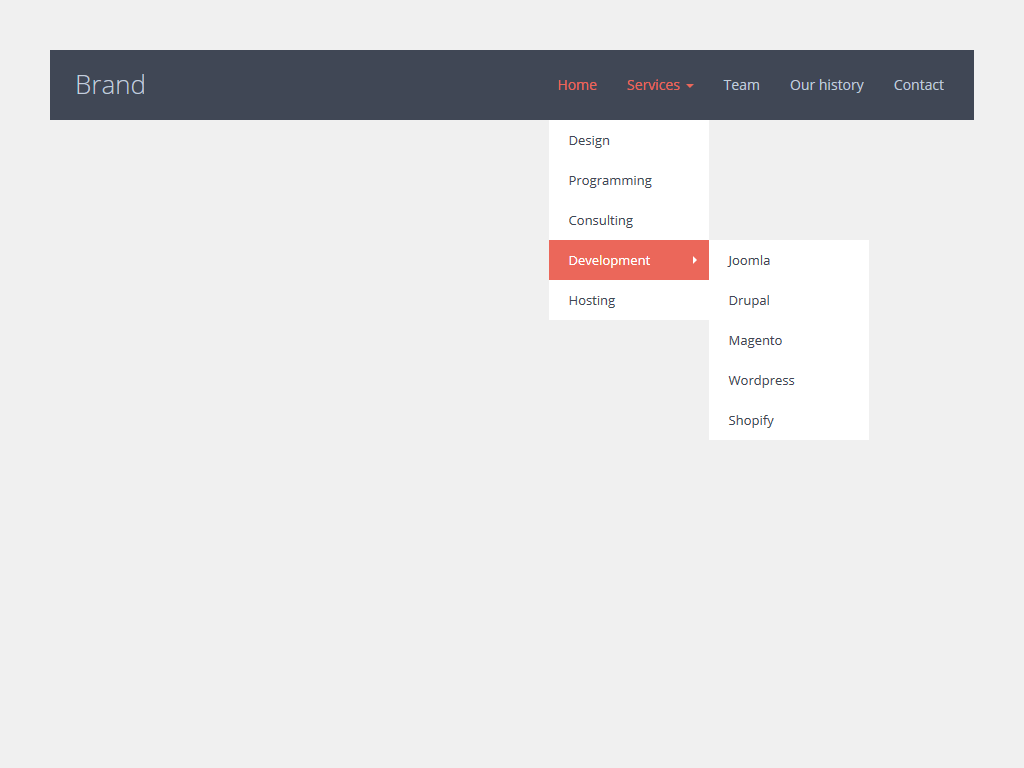 Brand Home Services Team Our history Contact
Design
Programming
Consulting
Development Joomla
Hosting Drupal
Magento
Wordpress
Shopify